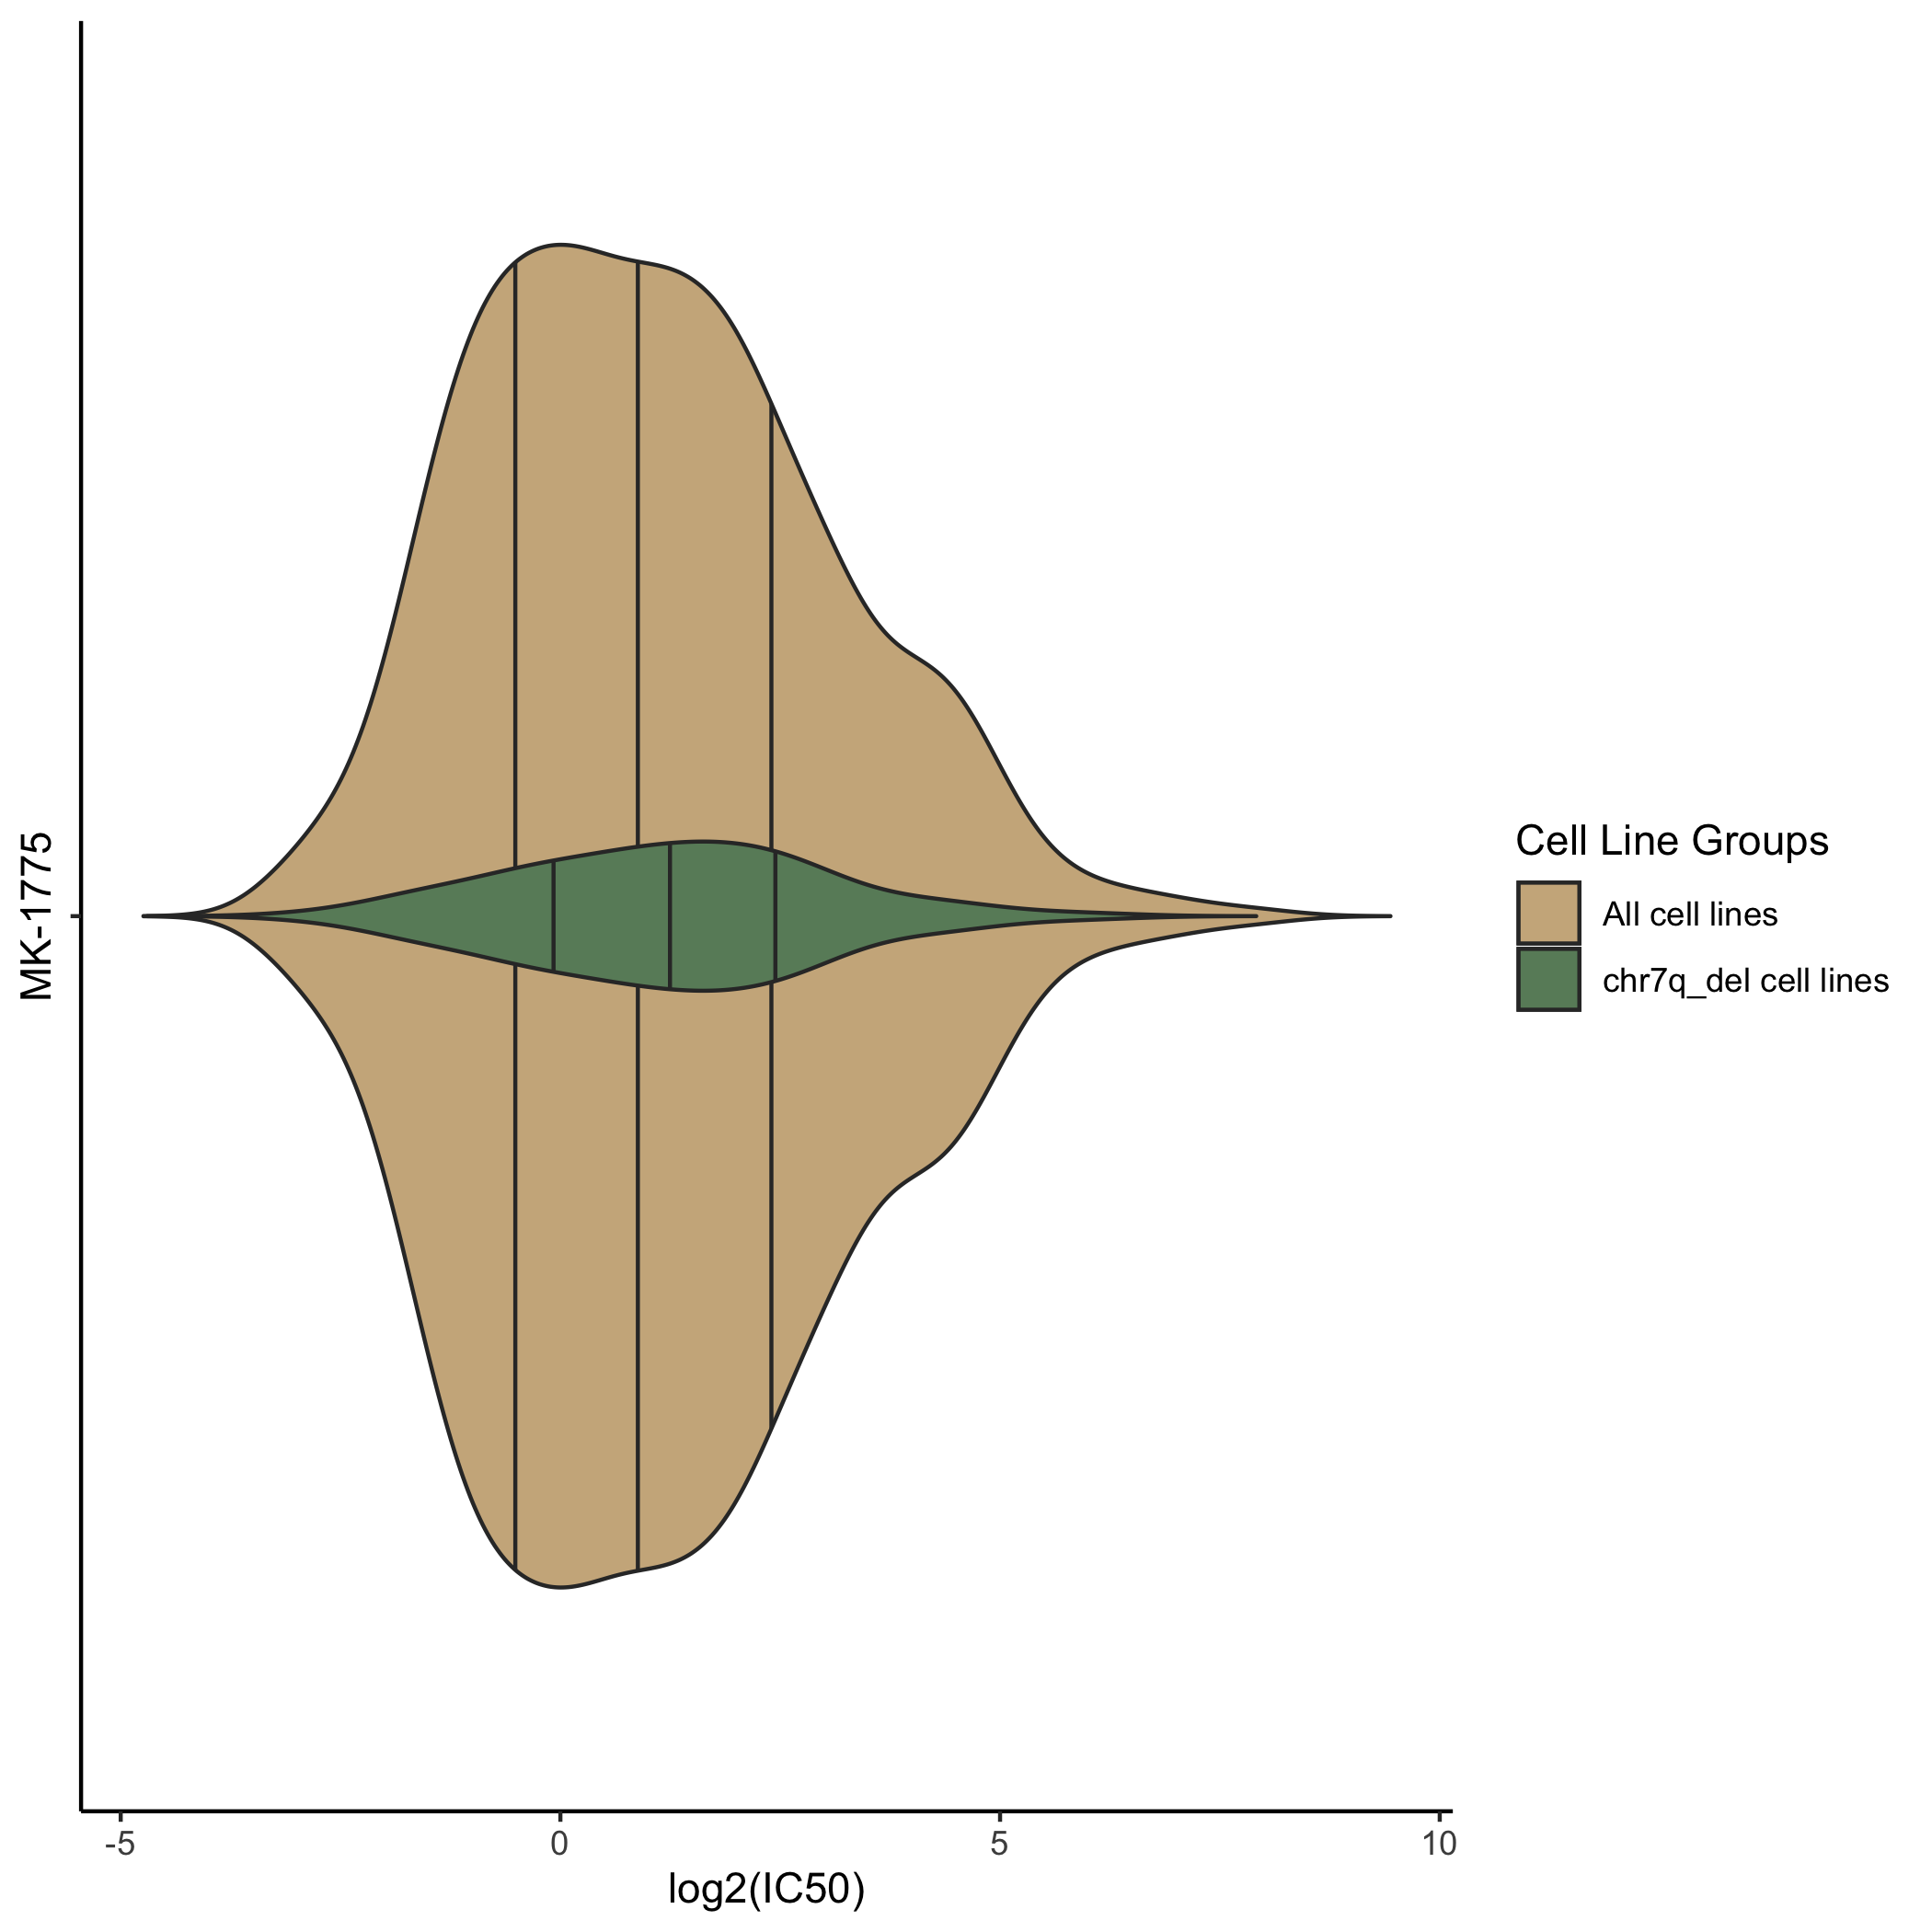 MK-1775
Cell Line Groups
All cell lines
chr7q_del cell lines
-5
0
5
10
log2(IC50)